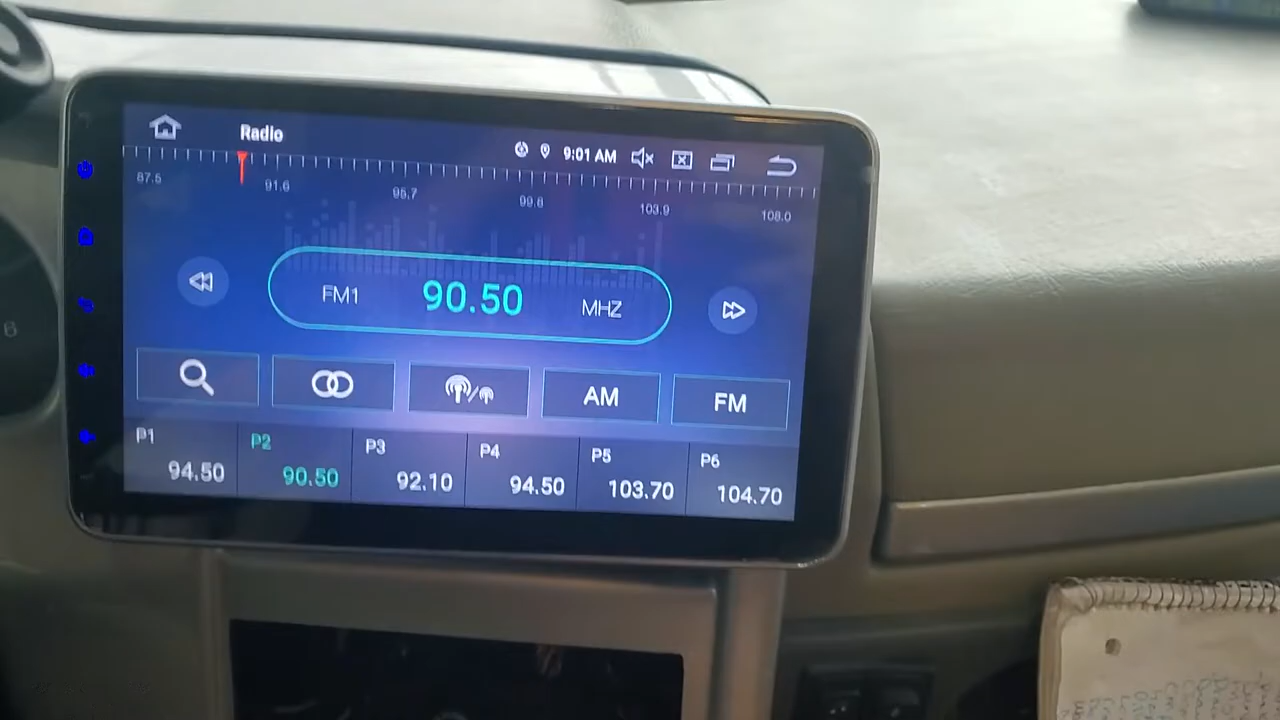 Radio
9:01 AM
87.5 91.6 95.7 99.8 103.9 108.0
FM1 90.50 MHZ
AM FM
P1 P2 P3 P4 P5 P6
94.50 90.50 92.10 94.50 103.70 104.70
6